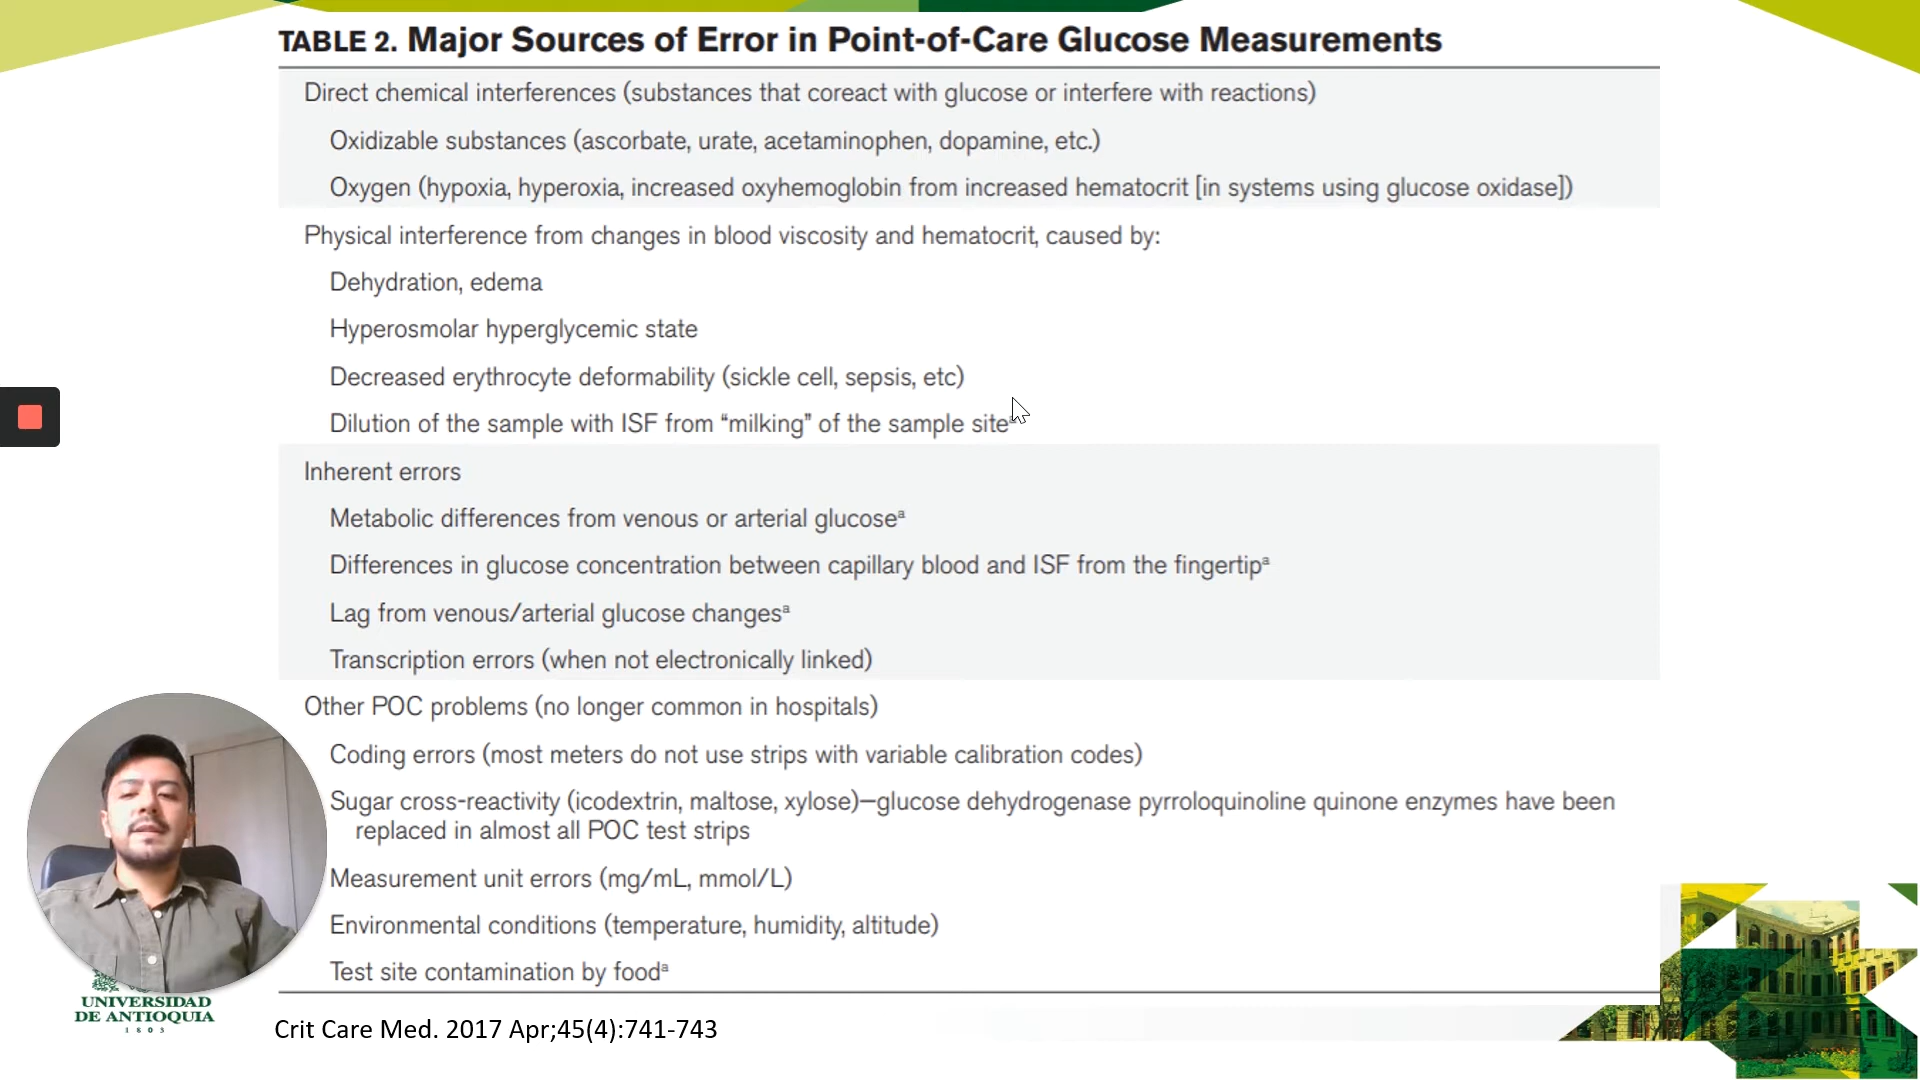 TABLE 2. Major Sources of Error in Point-of-Care Glucose Measurements
Direct chemical interferences (substances that coreact with glucose or interfere with reactions)
Oxidizable substances (ascorbate, urate, acetaminophen, dopamine, etc.)
Oxygen (hypoxia, hyperoxia, increased oxyhemoglobin from increased hematocrit [in systems using glucose oxidase])
Physical interference from changes in blood viscosity and hematocrit, caused by:
Dehydration, edema
Hyperosmolar hyperglycemic state
Decreased erythrocyte deformability (sickle cell, sepsis, etc)
Dilution of the sample with ISF from “milking” of the sample site
Inherent errors
Metabolic differences from venous or arterial glucoseᵃ
Differences in glucose concentration between capillary blood and ISF from the fingertipᵃ
Lag from venous/arterial glucose changesᵃ
Transcription errors (when not electronically linked)
Other POC problems (no longer common in hospitals)
Coding errors (most meters do not use strips with variable calibration codes)
Sugar cross-reactivity (icodextrin, maltose, xylose)—glucose dehydrogenase pyrroloquinoline quinone enzymes have been
replaced in almost all POC test strips
Measurement unit errors (mg/mL, mmol/L)
Environmental conditions (temperature, humidity, altitude)
Test site contamination by foodᵃ
UNIVERSIDAD
DE ANTIOQUIA
1803
Crit Care Med. 2017 Apr;45(4):741-743